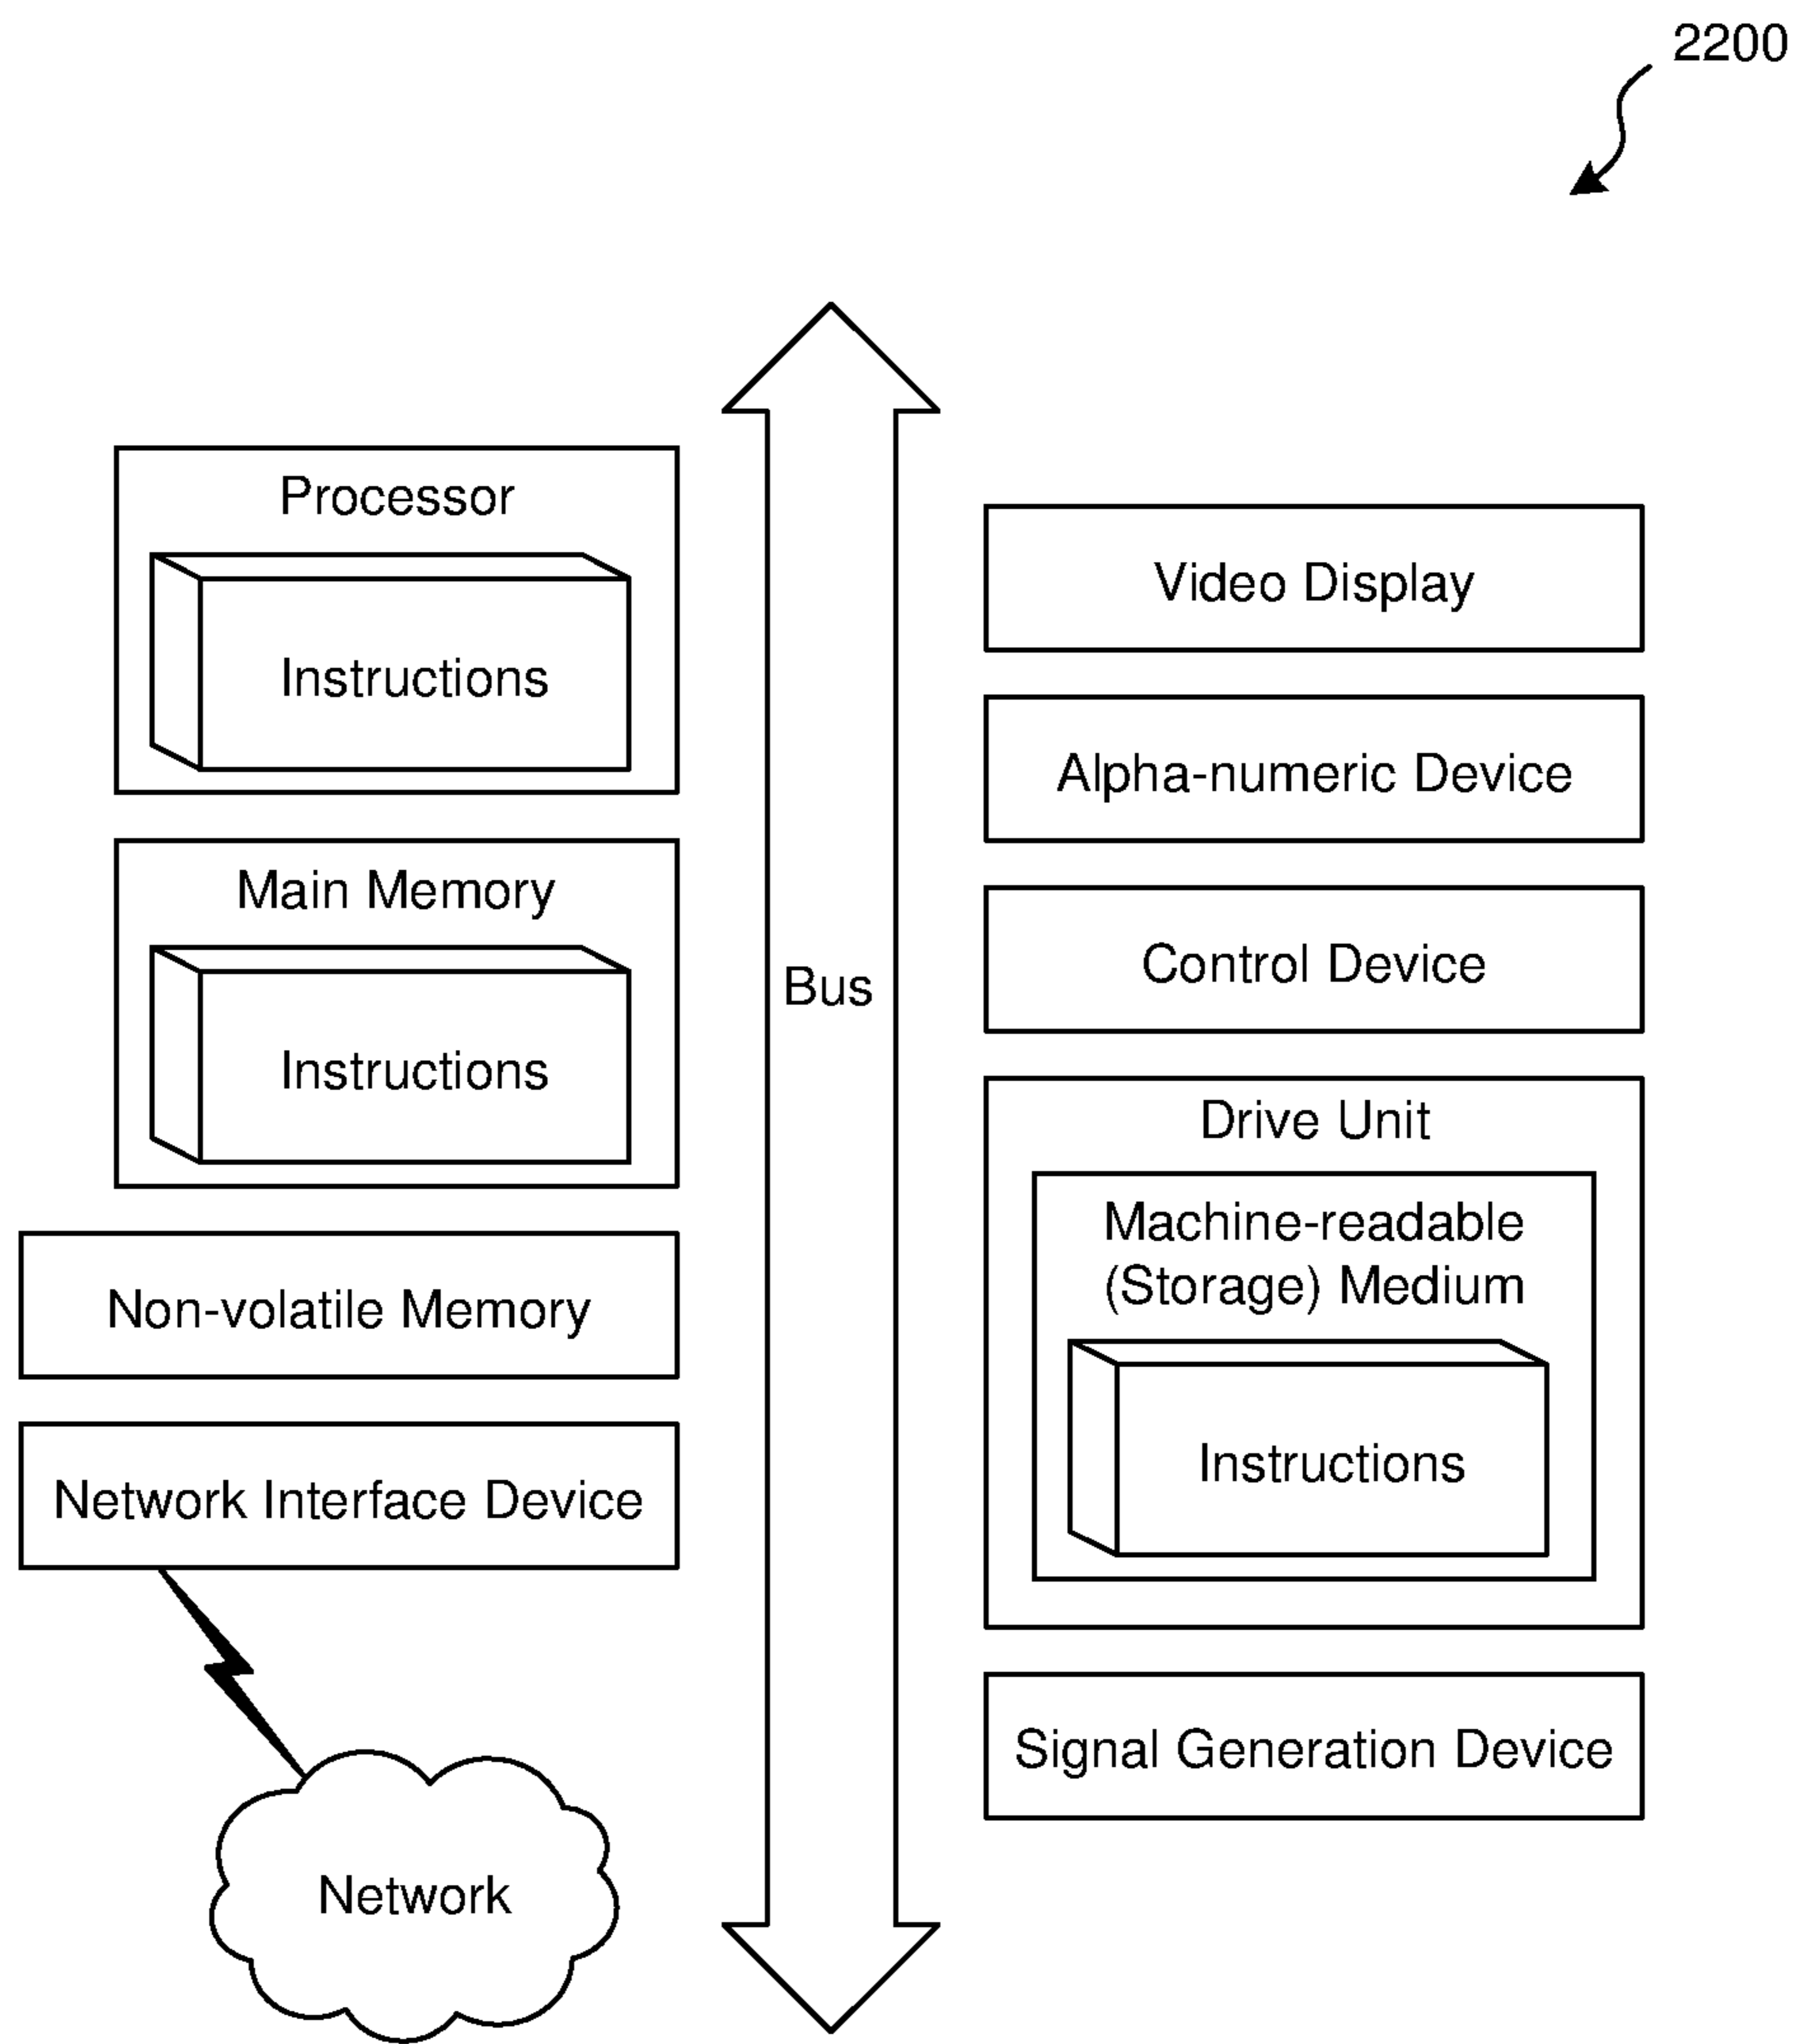 2200
Processor
Instructions
Main Memory
Instructions
Non-volatile Memory
Network Interface Device
Network
Bus
Video Display
Alpha-numeric Device
Control Device
Drive Unit
Machine-readable
(Storage) Medium
Instructions
Signal Generation Device